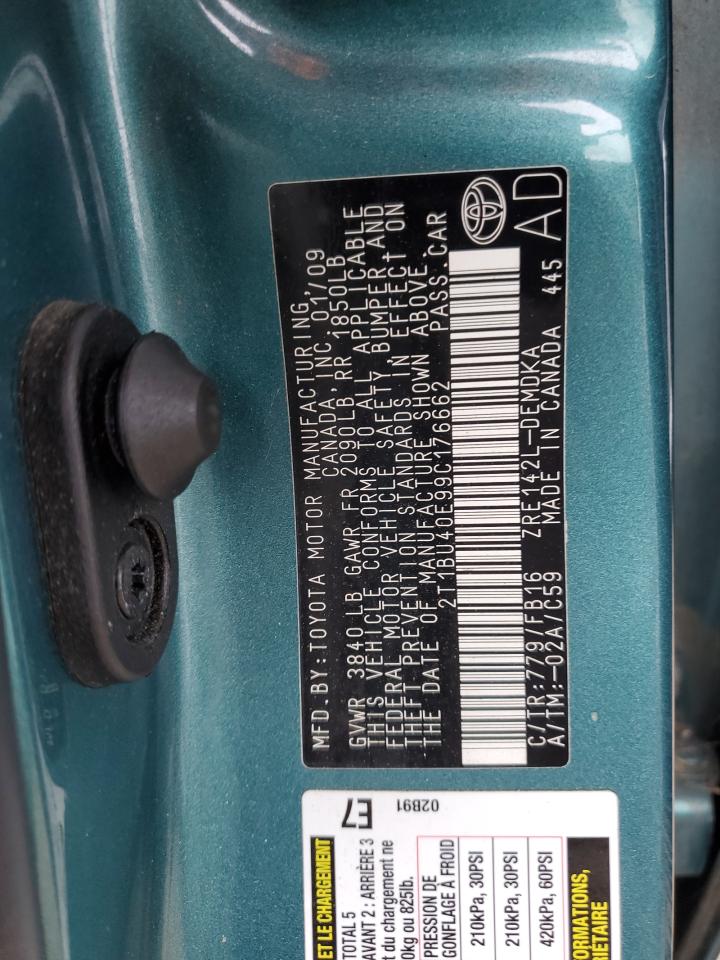 MFD.BY:TOYOTA MOTOR MANUFACTURING
CANADA,INC. 01/09
GVWR 3840 LB GAWR FR 2090LB RR 1850LB
THIS VEHICLE CONFORMS TO ALL APPLICABLE
FEDERAL MOTOR VEHICLE SAFETY, BUMPER AND
THEFT PREVENTION STANDARDS IN EFFECT ON
THE DATE OF MANUFACTURE SHOWN ABOVE.
2T1BU40E99C176662 PASS.CAR
C/TR:779/FB16 ZRE142L-DEMDKA
A/TM:-02A/C59 MADE IN CANADA 445
AD
E7
02B91
ET LE CHARGEMENT
TOTAL 5
AVANT 2 : ARRIÈRE 3
du chargement ne
0kg ou 825lb.
PRESSION DE
GONFLAGE À FROID
210kPa, 30PSI
210kPa, 30PSI
420kPa, 60PSI